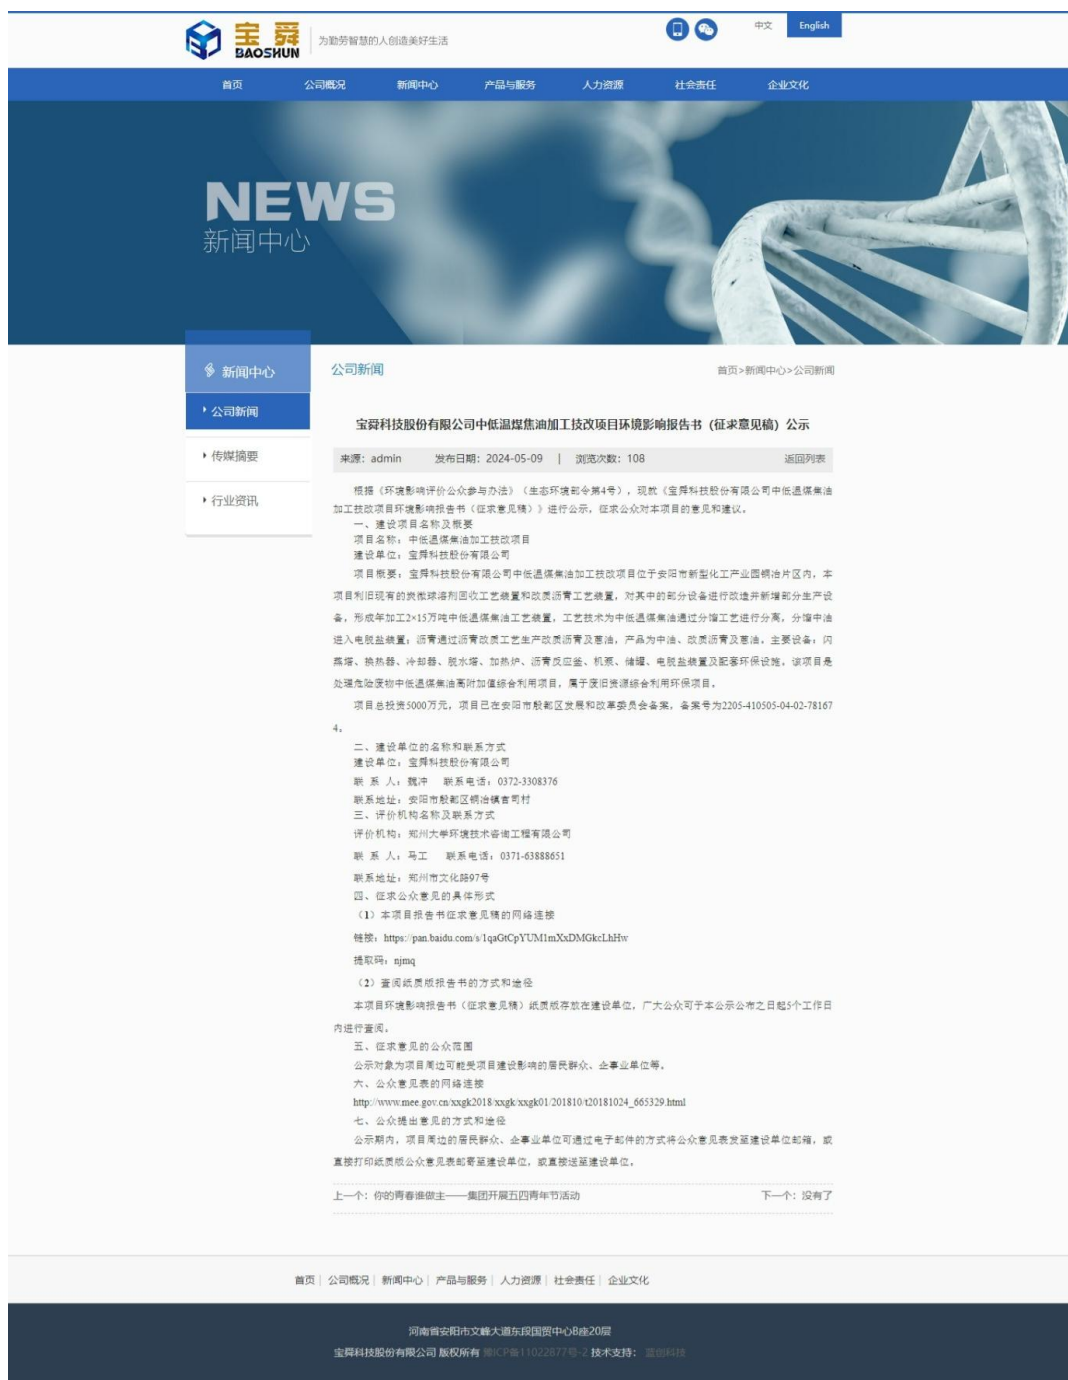 宝舜
BAOSHUN
为勤劳智慧的人创造美好生活
中文 English
首页 公司概况 新闻中心 产品与服务 人力资源 社会责任 企业文化
NEWS
新闻中心
新闻中心
公司新闻
传媒摘要
行业资讯
公司新闻
首页>新闻中心>公司新闻
宝舜科技股份有限公司中低温煤焦油加工技改项目环境影响报告书（征求意见稿）公示
来源：admin 发布日期：2024-05-09 | 浏览次数：108 返回列表
根据《环境影响评价公众参与办法》（生态环境部令第4号），现就《宝舜科技股份有限公司中低温煤焦油
加工技改项目环境影响报告书（征求意见稿）》进行公示，征求公众对本项目的意见和建议。
一、建设项目名称及概要
项目名称：中低温煤焦油加工技改项目
建设单位：宝舜科技股份有限公司
项目概要：宝舜科技股份有限公司中低温煤焦油加工技改项目位于安阳市新型化工产业园铜冶片区内，本
项目利旧现有的炭微球溶剂回收工艺装置和改质沥青工艺装置，对其中的部分设备进行改造并新增部分生产设
备，形成年加工2×15万吨中低温煤焦油工艺装置，工艺技术为中低温煤焦油通过分馏工艺进行分离，分馏中油
进入电脱盐装置；沥青通过沥青改质工艺生产改质沥青及蒽油，产品为中油、改质沥青及蒽油。主要设备：闪
蒸塔、换热器、冷却器、脱水塔、加热炉、沥青反应釜、机泵、储罐、电脱盐装置及配套环保设施。该项目是
处理危险废物中低温煤焦油高附加值综合利用项目，属于废旧资源综合利用环保项目。
项目总投资5000万元，项目已在安阳市殷都区发展和改革委员会备案，备案号为2205-410505-04-02-78167
4。
二、建设单位的名称和联系方式
建设单位：宝舜科技股份有限公司
联 系 人：魏冲 联系电话：0372-3308376
联系地址：安阳市殷都区铜冶镇官司村
三、评价机构名称及联系方式
评价机构：郑州大学环境技术咨询工程有限公司
联 系 人：马工 联系电话：0371-63888651
联系地址：郑州市文化路97号
四、征求公众意见的具体形式
（1）本项目报告书征求意见稿的网络连接
链接：https://pan.baidu.com/s/1qaGtCpYUM1mXxDMGkcLhHw
提取码：njmq
（2）查阅纸质版报告书的方式和途径
本项目环境影响报告书（征求意见稿）纸质版存放在建设单位，广大公众可于本公示公布之日起5个工作日
内进行查阅。
五、征求意见的公众范围
公示对象为项目周边可能受项目建设影响的居民群众、企事业单位等。
六、公众意见表的网络连接
http://www.mee.gov.cn/xxgk2018/xxgk/xxgk01/201810/t20181024_665329.html
七、公众提出意见的方式和途径
公示期内，项目周边的居民群众、企事业单位可通过电子邮件的方式将公众意见表发至建设单位邮箱，或
直接打印纸质版公众意见表邮寄至建设单位，或直接送至建设单位。
上一个：你的青春谁做主——集团开展五四青年节活动 下一个：没有了
首页| 公司概况| 新闻中心| 产品与服务| 人力资源| 社会责任| 企业文化
河南省安阳市文峰大道东段国贸中心B座20层
宝舜科技股份有限公司 版权所有 豫ICP备11022877号-2 技术支持： 蓝创科技